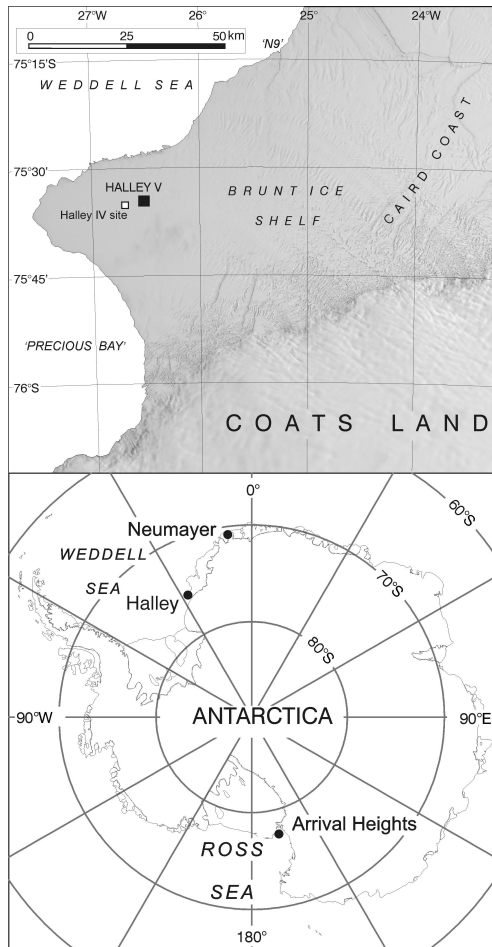 27°W
26°
25°
24°W
0
25
50 km
'N9'
75°15'S
WEDDELL SEA
75°30'
HALLEY V
Halley IV site
BRUNT ICE
SHELF
CAIRD COAST
75°45'
'PRECIOUS BAY'
76°S
COATS LAND
0°
60°S
Neumayer
WEDDELL
SEA
70°S
Halley
80°S
90°W
ANTARCTICA
90°E
Arrival Heights
ROSS
SEA
180°